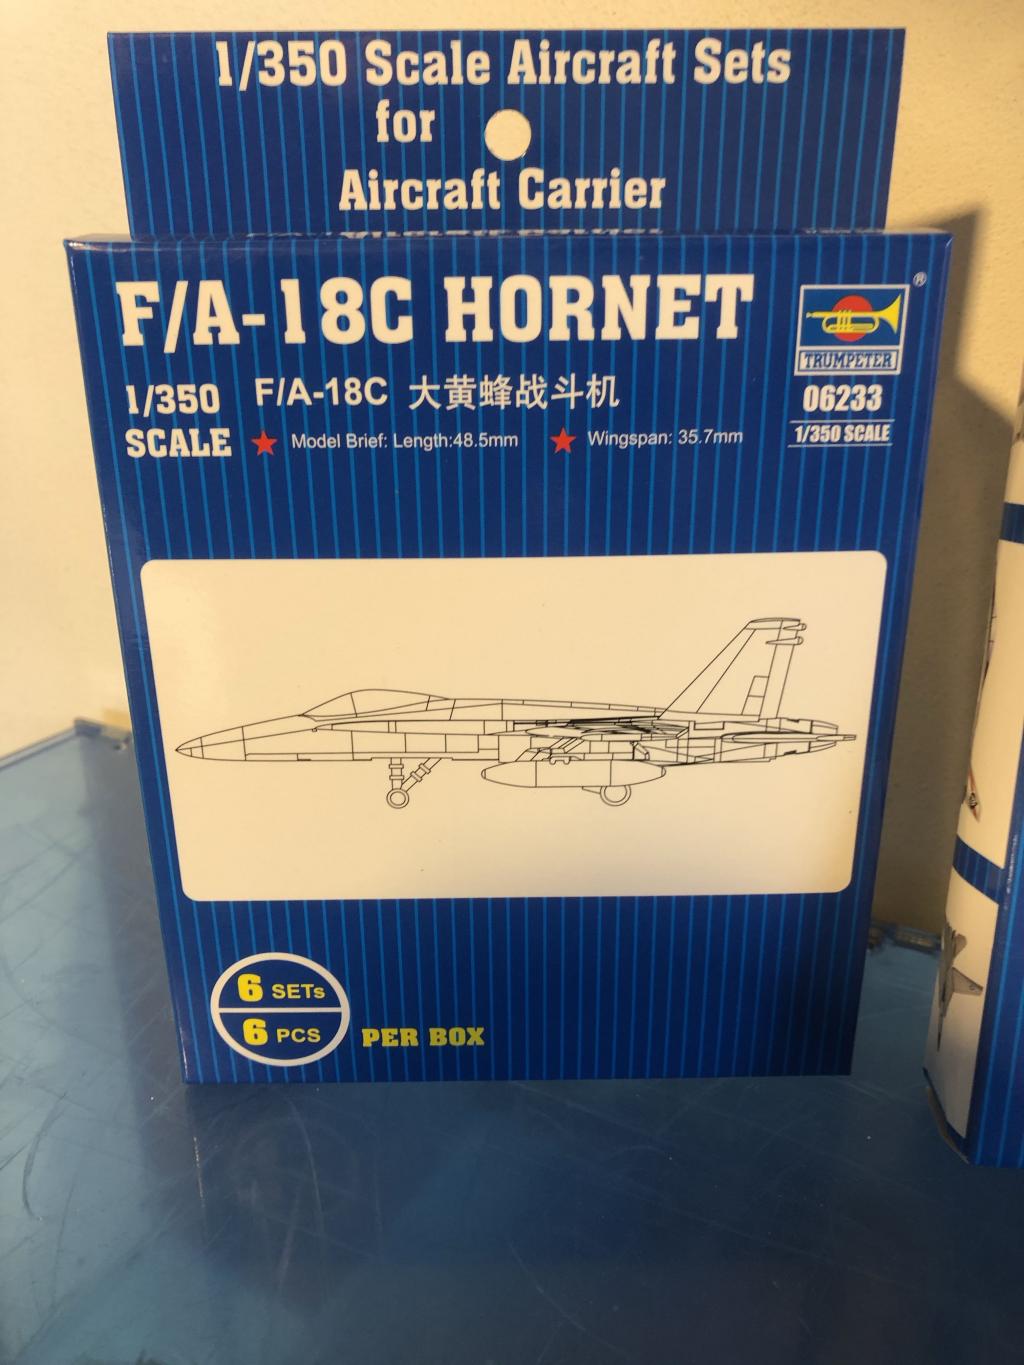 1/350 Scale Aircraft Sets
for
Aircraft Carrier
F/A-18C HORNET
®
TRUMPETER
1/350
SCALE
F/A-18C 大黄蜂战斗机
06233
1/350 SCALE
Model Brief: Length:48.5mm
Wingspan: 35.7mm
6 SETs
6 PCS
PER BOX